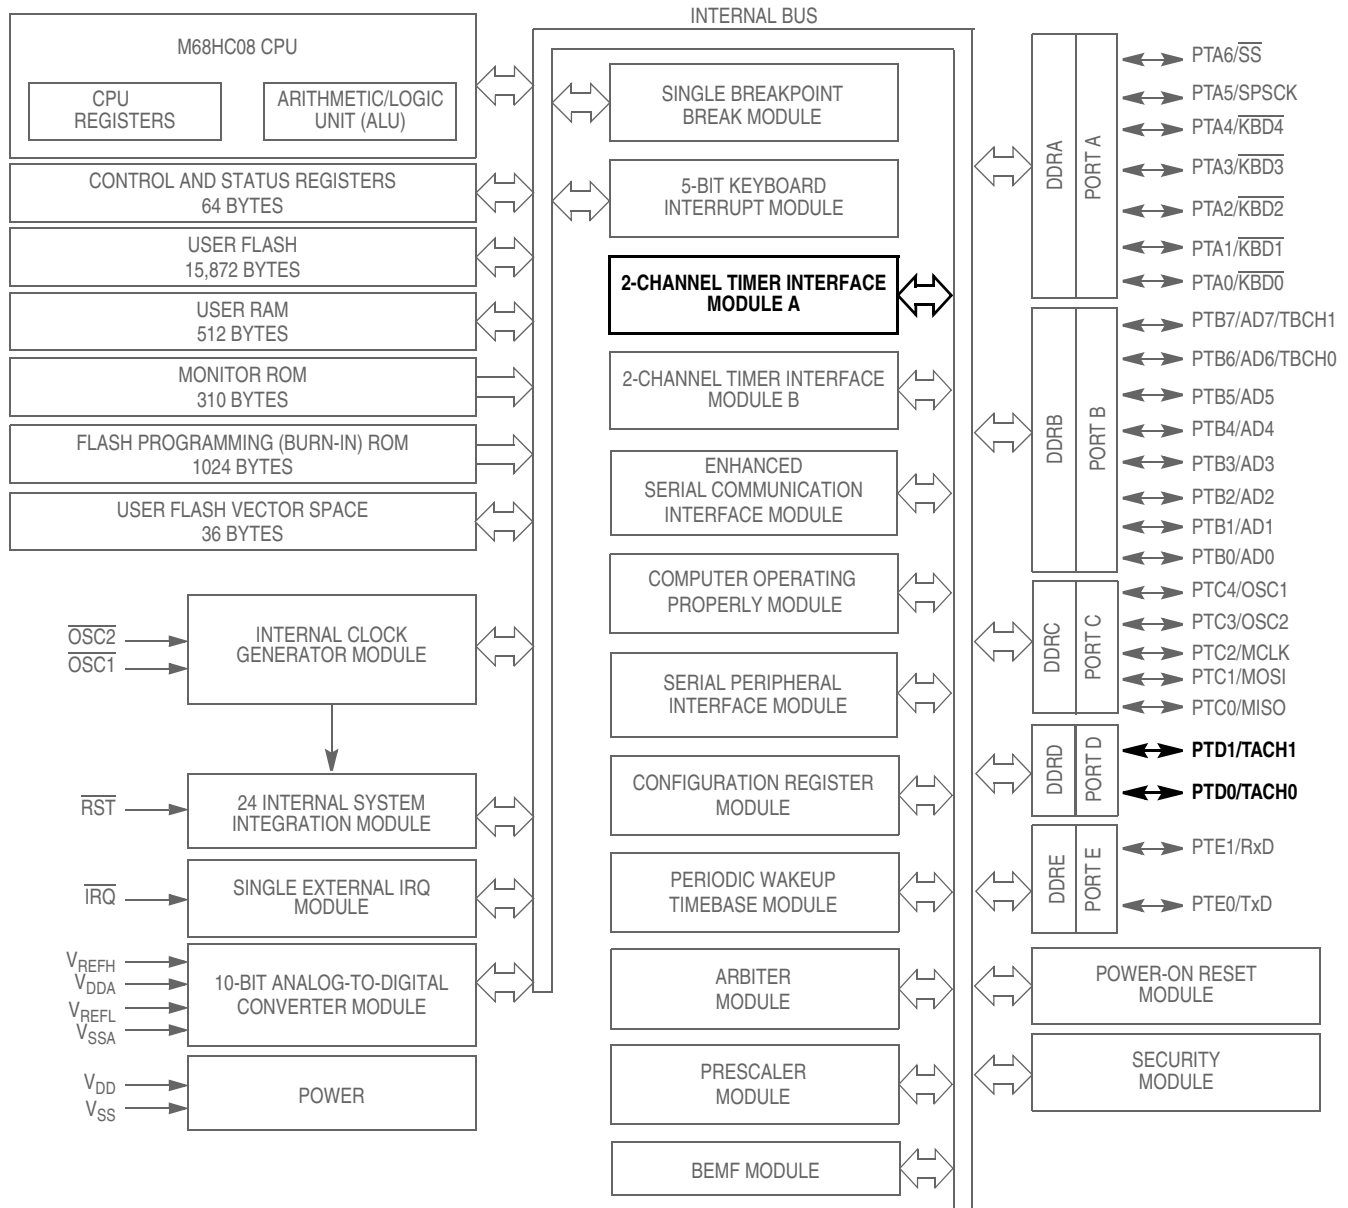 INTERNAL BUS
M68HC08 CPU
CPU
REGISTERS
ARITHMETIC/LOGIC
UNIT (ALU)
CONTROL AND STATUS REGISTERS
64 BYTES
USER FLASH
15,872 BYTES
USER RAM
512 BYTES
MONITOR ROM
310 BYTES
FLASH PROGRAMMING (BURN-IN) ROM
1024 BYTES
USER FLASH VECTOR SPACE
36 BYTES
OSC2
OSC1
INTERNAL CLOCK
GENERATOR MODULE
RST
24 INTERNAL SYSTEM
INTEGRATION MODULE
IRQ
SINGLE EXTERNAL IRQ
MODULE
VREFH
VDDA
VREFL
VSSA
10-BIT ANALOG-TO-DIGITAL
CONVERTER MODULE
VDD
VSS
POWER
SINGLE BREAKPOINT
BREAK MODULE
5-BIT KEYBOARD
INTERRUPT MODULE
2-CHANNEL TIMER INTERFACE
MODULE A
2-CHANNEL TIMER INTERFACE
MODULE B
ENHANCED
SERIAL COMMUNICATION
INTERFACE MODULE
COMPUTER OPERATING
PROPERLY MODULE
SERIAL PERIPHERAL
INTERFACE MODULE
CONFIGURATION REGISTER
MODULE
PERIODIC WAKEUP
TIMEBASE MODULE
ARBITER
MODULE
PRESCALER
MODULE
BEMF MODULE
DDRA
PORT A
PTA6/SS
PTA5/SPSCK
PTA4/KBD4
PTA3/KBD3
PTA2/KBD2
PTA1/KBD1
PTA0/KBD0
DDRB
PORT B
PTB7/AD7/TBCH1
PTB6/AD6/TBCH0
PTB5/AD5
PTB4/AD4
PTB3/AD3
PTB2/AD2
PTB1/AD1
PTB0/AD0
DDRC
PORT C
PTC4/OSC1
PTC3/OSC2
PTC2/MCLK
PTC1/MOSI
PTC0/MISO
DDRD
PORT D
PTD1/TACH1
PTD0/TACH0
DDRE
PORT E
PTE1/RxD
PTE0/TxD
POWER-ON RESET
MODULE
SECURITY
MODULE